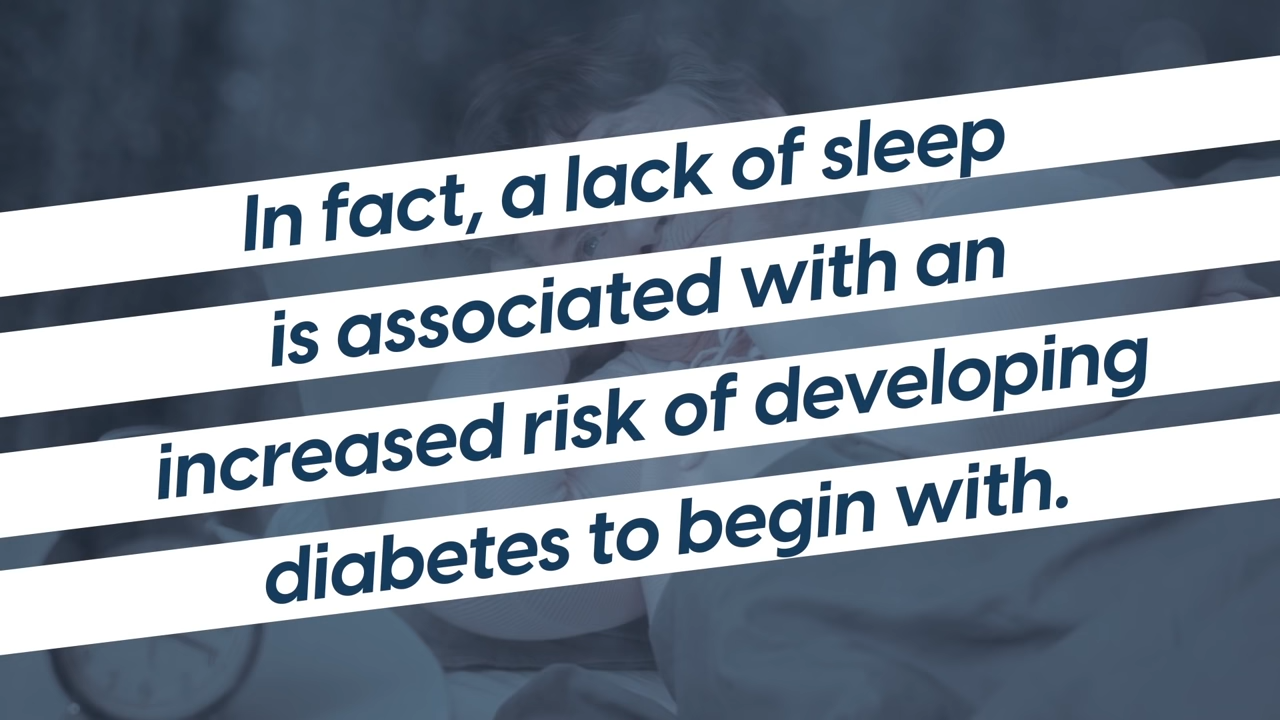 In fact, a lack of sleep
is associated with an
increased risk of developing
diabetes to begin with.